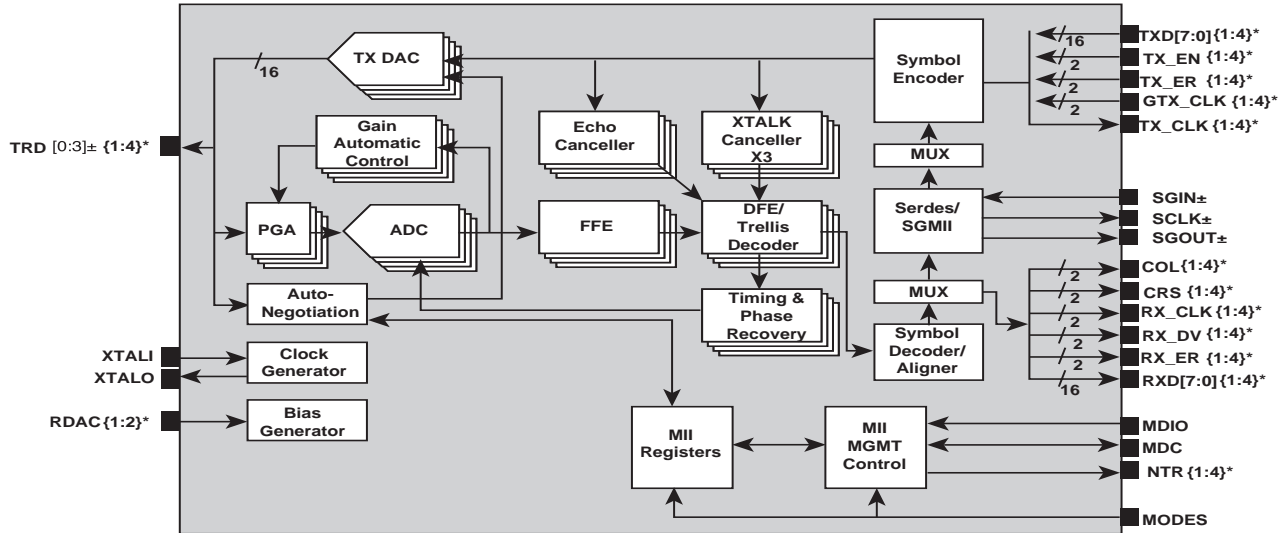 TRD [0:3]± {1:4}*
XTALI
XTALO
RDAC {1:2}*
16
TX DAC
Gain
Automatic
Control
PGA
ADC
Auto-
Negotiation
Clock
Generator
Bias
Generator
Echo
Canceller
XTALK
Canceller
X3
FFE
DFE/
Trellis
Decoder
Timing &
Phase
Recovery
Symbol
Encoder
MUX
Serdes/
SGMII
MUX
Symbol
Decoder/
Aligner
MII
Registers
MII
MGMT
Control
16
TXD[7:0] {1:4}*
2
TX_EN {1:4}*
2
TX_ER {1:4}*
2
GTX_CLK {1:4}*
TX_CLK {1:4}*
SGIN±
SCLK±
SGOUT±
2
COL {1:4}*
2
CRS {1:4}*
2
RX_CLK {1:4}*
2
RX_DV {1:4}*
2
RX_ER {1:4}*
16
RXD[7:0] {1:4}*
MDIO
MDC
NTR {1:4}*
MODES